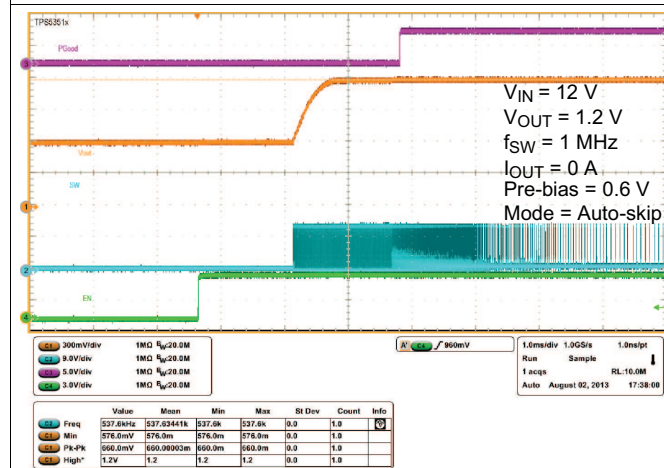 TPS5351x
PGood
3
VIN = 12 V
VOUT = 1.2 V
fSW = 1 MHz
IOUT = 0 A
Pre-bias = 0.6 V
Mode = Auto-skip
Vout
SW
1
2
EN
4
C1 300mV/div 1MΩ BW:20.0M
C2 9.0V/div 1MΩ BW:20.0M
C3 5.0V/div 1MΩ BW:20.0M
C4 3.0V/div 1MΩ BW:20.0M
A' C4 960mV
1.0ms/div 1.0GS/s 1.0ns/pt
Run Sample
1 acqs RL:10.0M
Auto August 02, 2013 17:38:00
Value Mean Min Max St Dev Count Info
C2 Freq 537.6kHz 537.63441k 537.6k 537.6k 0.0 1.0
C1 Min 576.0mV 576.0m 576.0m 576.0m 0.0 1.0
C1 Pk-Pk 660.0mV 660.00003m 660.0m 660.0m 0.0 1.0
C1 High* 1.2V 1.2 1.2 1.2 0.0 1.0